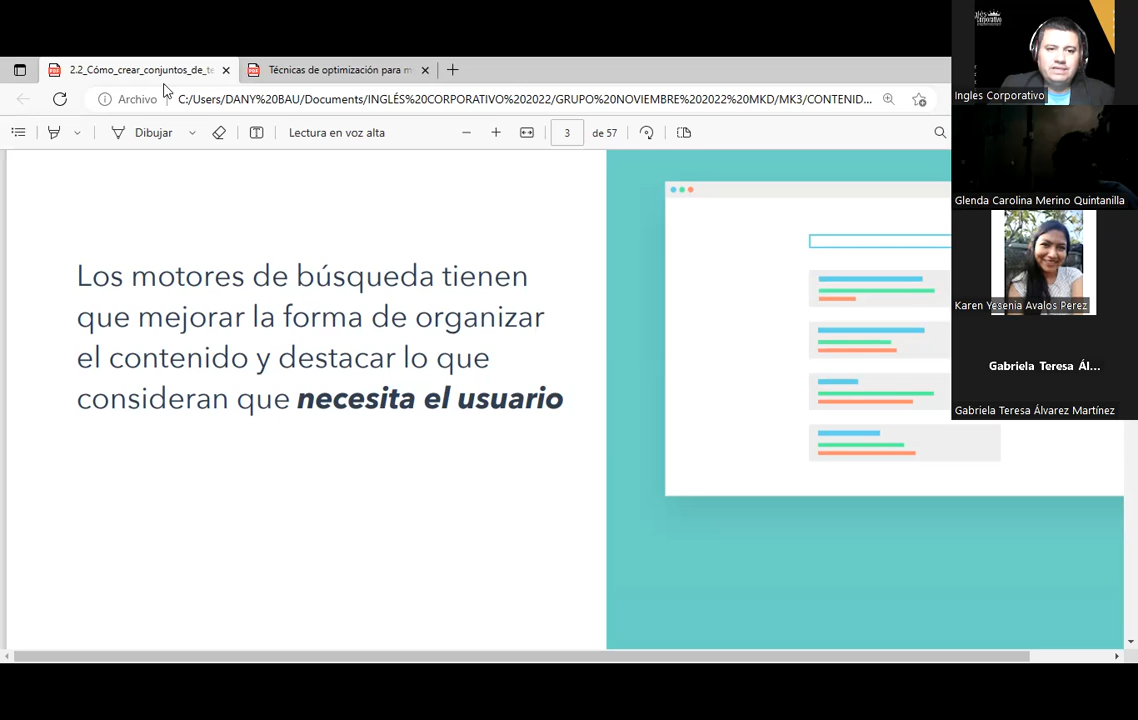 2.2_Cómo_crear_conjuntos_de_te
Técnicas de optimización para m
Archivo
C:/Users/DANY%20BAU/Documents/INGLÉS%20CORPORATIVO%202022/GRUPO%20NOVIEMBRE%202022%20MKD/MK3/CONTENID...
Dibujar
Lectura en voz alta
3
de 57
Los motores de búsqueda tienen
que mejorar la forma de organizar
el contenido y destacar lo que
consideran que necesita el usuario
Ingles Corporativo
Glenda Carolina Merino Quintanilla
Karen Yesenia Avalos Perez
Gabriela Teresa Ál...
Gabriela Teresa Álvarez Martínez